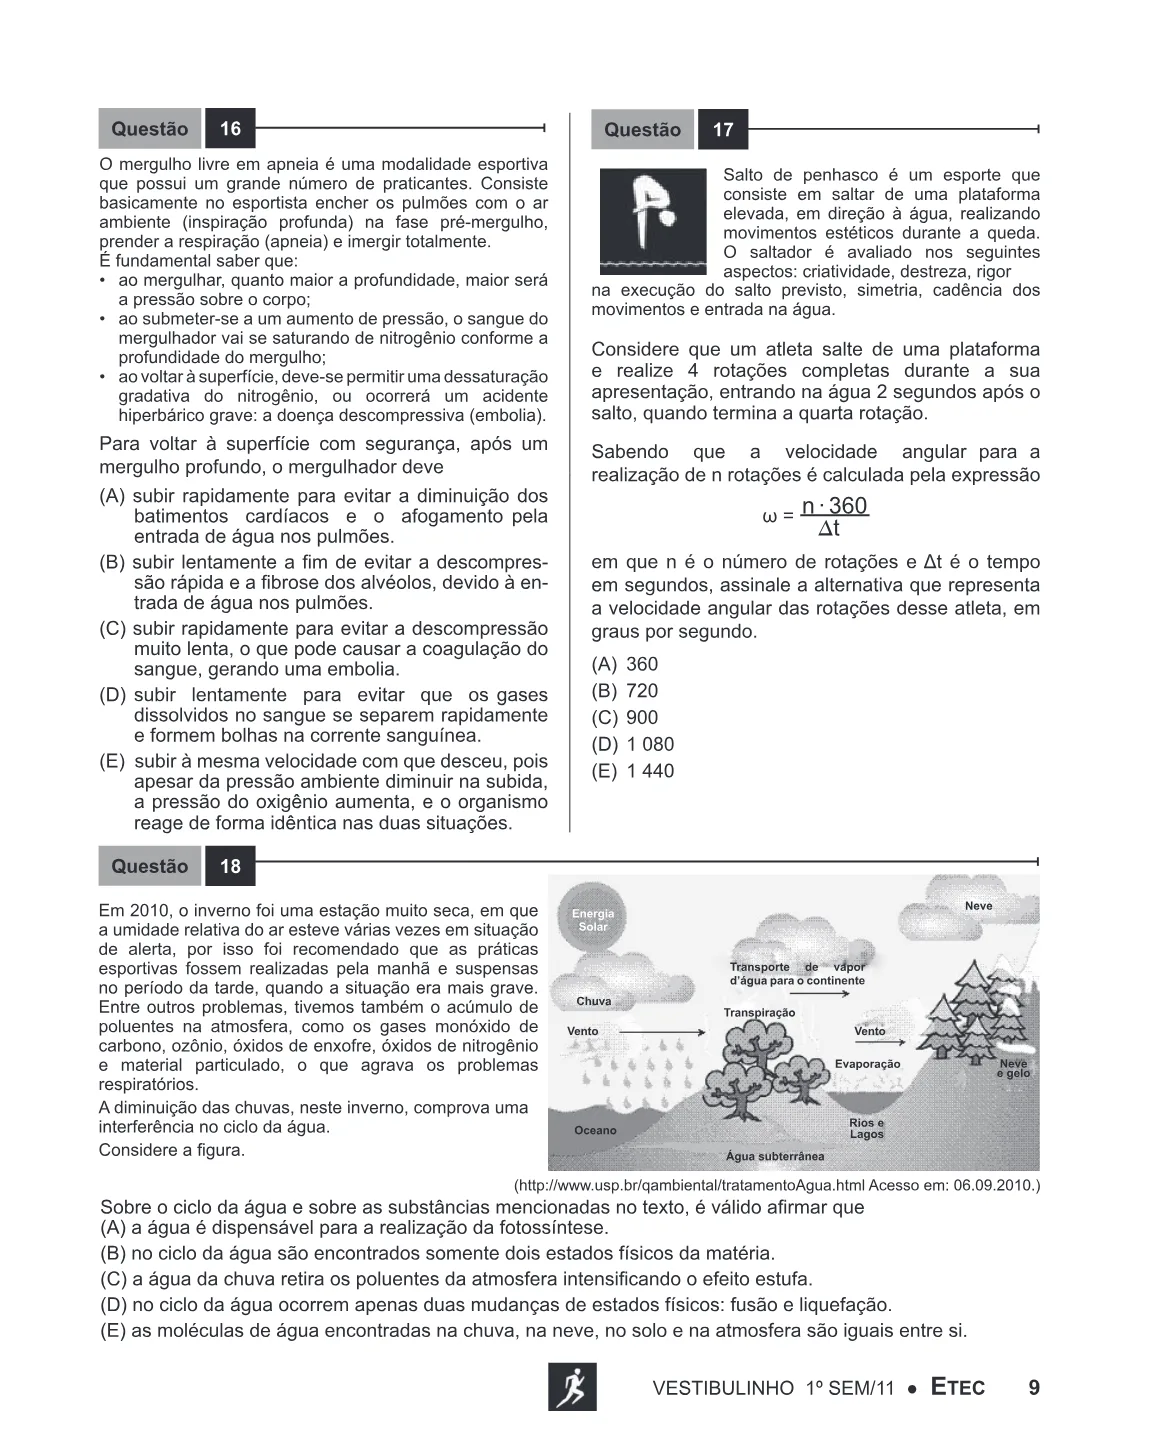 Questão 16
O mergulho livre em apneia é uma modalidade esportiva
que possui um grande número de praticantes. Consiste
basicamente no esportista encher os pulmões com o ar
ambiente (inspiração profunda) na fase pré-mergulho,
prender a respiração (apneia) e imergir totalmente.
É fundamental saber que:
• ao mergulhar, quanto maior a profundidade, maior será
a pressão sobre o corpo;
• ao submeter-se a um aumento de pressão, o sangue do
mergulhador vai se saturando de nitrogênio conforme a
profundidade do mergulho;
• ao voltar à superfície, deve-se permitir uma dessaturação
gradativa do nitrogênio, ou ocorrerá um acidente
hiperbárico grave: a doença descompressiva (embolia).
Para voltar à superfície com segurança, após um
mergulho profundo, o mergulhador deve
(A) subir rapidamente para evitar a diminuição dos
batimentos cardíacos e o afogamento pela
entrada de água nos pulmões.
(B) subir lentamente a fim de evitar a descompres-
são rápida e a fibrose dos alvéolos, devido à en-
trada de água nos pulmões.
(C) subir rapidamente para evitar a descompressão
muito lenta, o que pode causar a coagulação do
sangue, gerando uma embolia.
(D) subir lentamente para evitar que os gases
dissolvidos no sangue se separem rapidamente
e formem bolhas na corrente sanguínea.
(E) subir à mesma velocidade com que desceu, pois
apesar da pressão ambiente diminuir na subida,
a pressão do oxigênio aumenta, e o organismo
reage de forma idêntica nas duas situações.
Questão 17
Salto de penhasco é um esporte que
consiste em saltar de uma plataforma
elevada, em direção à água, realizando
movimentos estéticos durante a queda.
O saltador é avaliado nos seguintes
aspectos: criatividade, destreza, rigor
na execução do salto previsto, simetria, cadência dos
movimentos e entrada na água.
Considere que um atleta salte de uma plataforma
e realize 4 rotações completas durante a sua
apresentação, entrando na água 2 segundos após o
salto, quando termina a quarta rotação.
Sabendo que a velocidade angular para a
realização de n rotações é calculada pela expressão
n · 360
ω =
Δt
em que n é o número de rotações e Δt é o tempo
em segundos, assinale a alternativa que representa
a velocidade angular das rotações desse atleta, em
graus por segundo.
(A) 360
(B) 720
(C) 900
(D) 1 080
(E) 1 440
Questão 18
Em 2010, o inverno foi uma estação muito seca, em que
a umidade relativa do ar esteve várias vezes em situação
de alerta, por isso foi recomendado que as práticas
esportivas fossem realizadas pela manhã e suspensas
no período da tarde, quando a situação era mais grave.
Entre outros problemas, tivemos também o acúmulo de
poluentes na atmosfera, como os gases monóxido de
carbono, ozônio, óxidos de enxofre, óxidos de nitrogênio
e material particulado, o que agrava os problemas
respiratórios.
A diminuição das chuvas, neste inverno, comprova uma
interferência no ciclo da água.
Considere a figura.
Energia
Solar
Neve
Transporte de vapor
d'água para o continente
Chuva
Transpiração
Vento
Vento
Evaporação
Neve
e gelo
Rios e
Lagos
Oceano
Água subterrânea
(http://www.usp.br/qambiental/tratamentoAgua.html Acesso em: 06.09.2010.)
Sobre o ciclo da água e sobre as substâncias mencionadas no texto, é válido afirmar que
(A) a água é dispensável para a realização da fotossíntese.
(B) no ciclo da água são encontrados somente dois estados físicos da matéria.
(C) a água da chuva retira os poluentes da atmosfera intensificando o efeito estufa.
(D) no ciclo da água ocorrem apenas duas mudanças de estados físicos: fusão e liquefação.
(E) as moléculas de água encontradas na chuva, na neve, no solo e na atmosfera são iguais entre si.
VESTIBULINHO 1º SEM/11 • ETEC 9